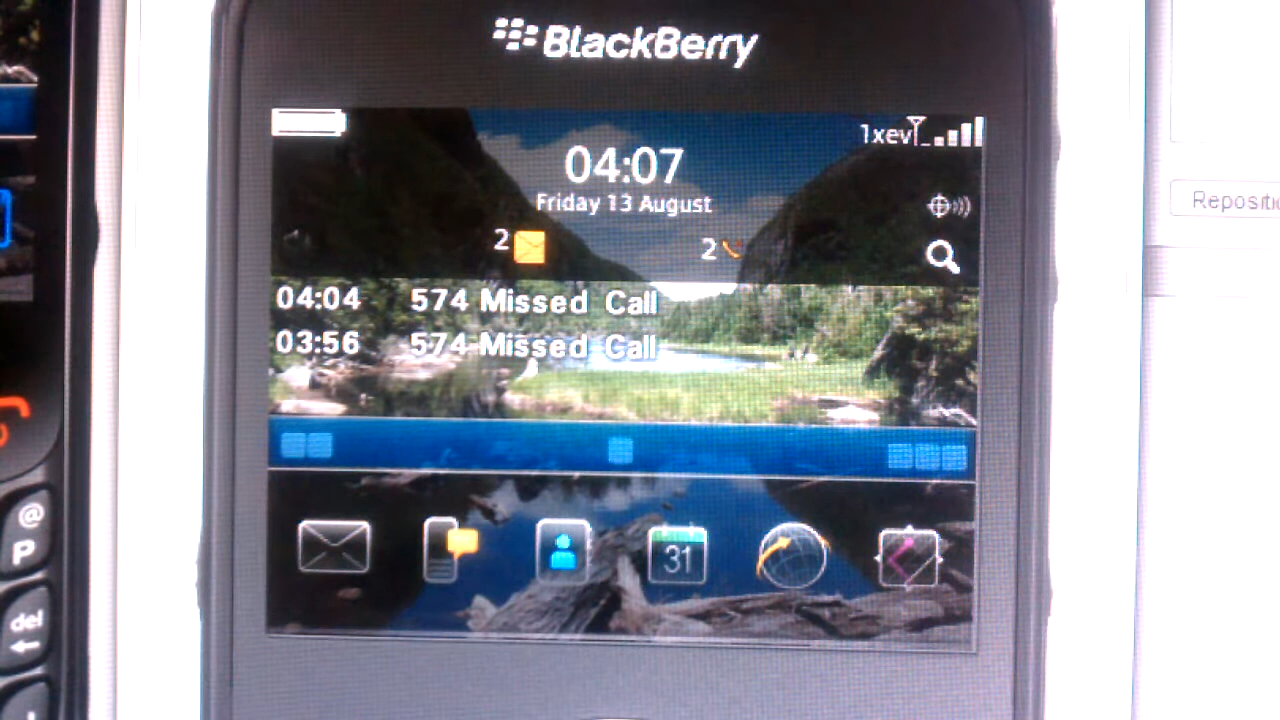 BlackBerry
1xev
04:07
Friday 13 August
2
2
04:04 574 Missed Call
03:56 574 Missed Call
31
@
P
del